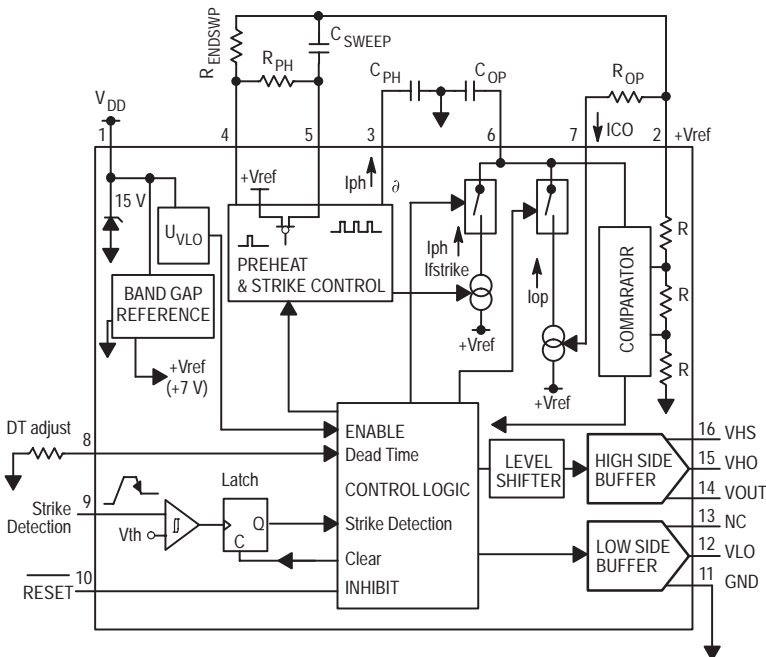 R ENDSWP
C SWEEP
R PH
C PH
C OP
R OP
V DD
1
4
5
3
6
7
ICO
2
+Vref
15 V
U VLO
+Vref
Iph
∂
PREHEAT
& STRIKE CONTROL
Iph
Ifstrike
Iop
COMPARATOR
R
R
R
BAND GAP
REFERENCE
+Vref
(+7 V)
+Vref
+Vref
DT adjust
8
ENABLE
Dead Time
CONTROL LOGIC
Strike Detection
Clear
INHIBIT
LEVEL
SHIFTER
HIGH SIDE
BUFFER
16 VHS
15 VHO
14 VOUT
13 NC
LOW SIDE
BUFFER
12 VLO
11 GND
9
Strike
Detection
Vth
Latch
Q
C
10
RESET